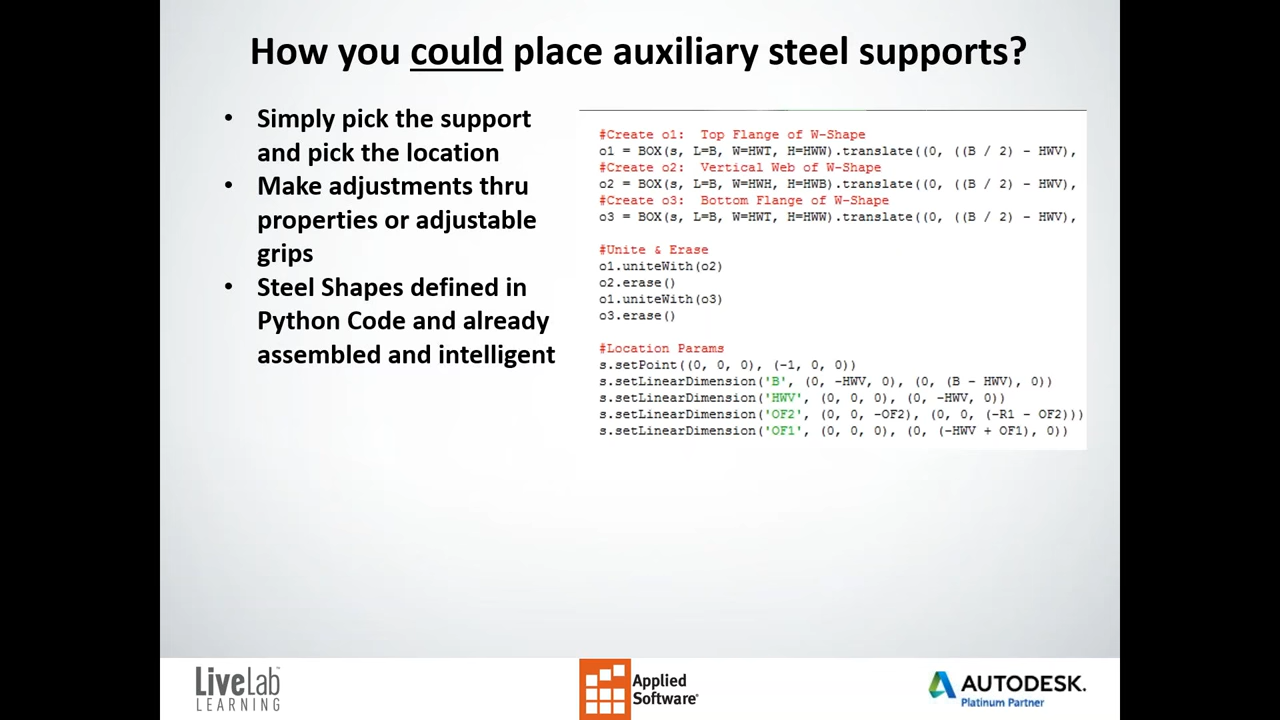 How you could place auxiliary steel supports?
• Simply pick the support
and pick the location
• Make adjustments thru
properties or adjustable
grips
• Steel Shapes defined in
Python Code and already
assembled and intelligent
#Create o1:  Top Flange of W-Shape
o1 = BOX(s, L=B, W=HWT, H=HWW).translate((0, ((B / 2) - HWV),
#Create o2:  Vertical Web of W-Shape
o2 = BOX(s, L=B, W=HWH, H=HWB).translate((0, ((B / 2) - HWV),
#Create o3:  Bottom Flange of W-Shape
o3 = BOX(s, L=B, W=HWT, H=HWW).translate((0, ((B / 2) - HWV),
#Unite & Erase
o1.uniteWith(o2)
o2.erase()
o1.uniteWith(o3)
o3.erase()
#Location Params
s.setPoint((0, 0, 0), (-1, 0, 0))
s.setLinearDimension('B', (0, -HWV, 0), (0, (B - HWV), 0))
s.setLinearDimension('HWV', (0, 0, 0), (0, -HWV, 0))
s.setLinearDimension('OF2', (0, 0, -OF2), (0, 0, (-R1 - OF2)))
s.setLinearDimension('OF1', (0, 0, 0), (0, (-HWV + OF1), 0))
LiveLab™
LEARNING
Applied
Software®
AUTODESK.
Platinum Partner